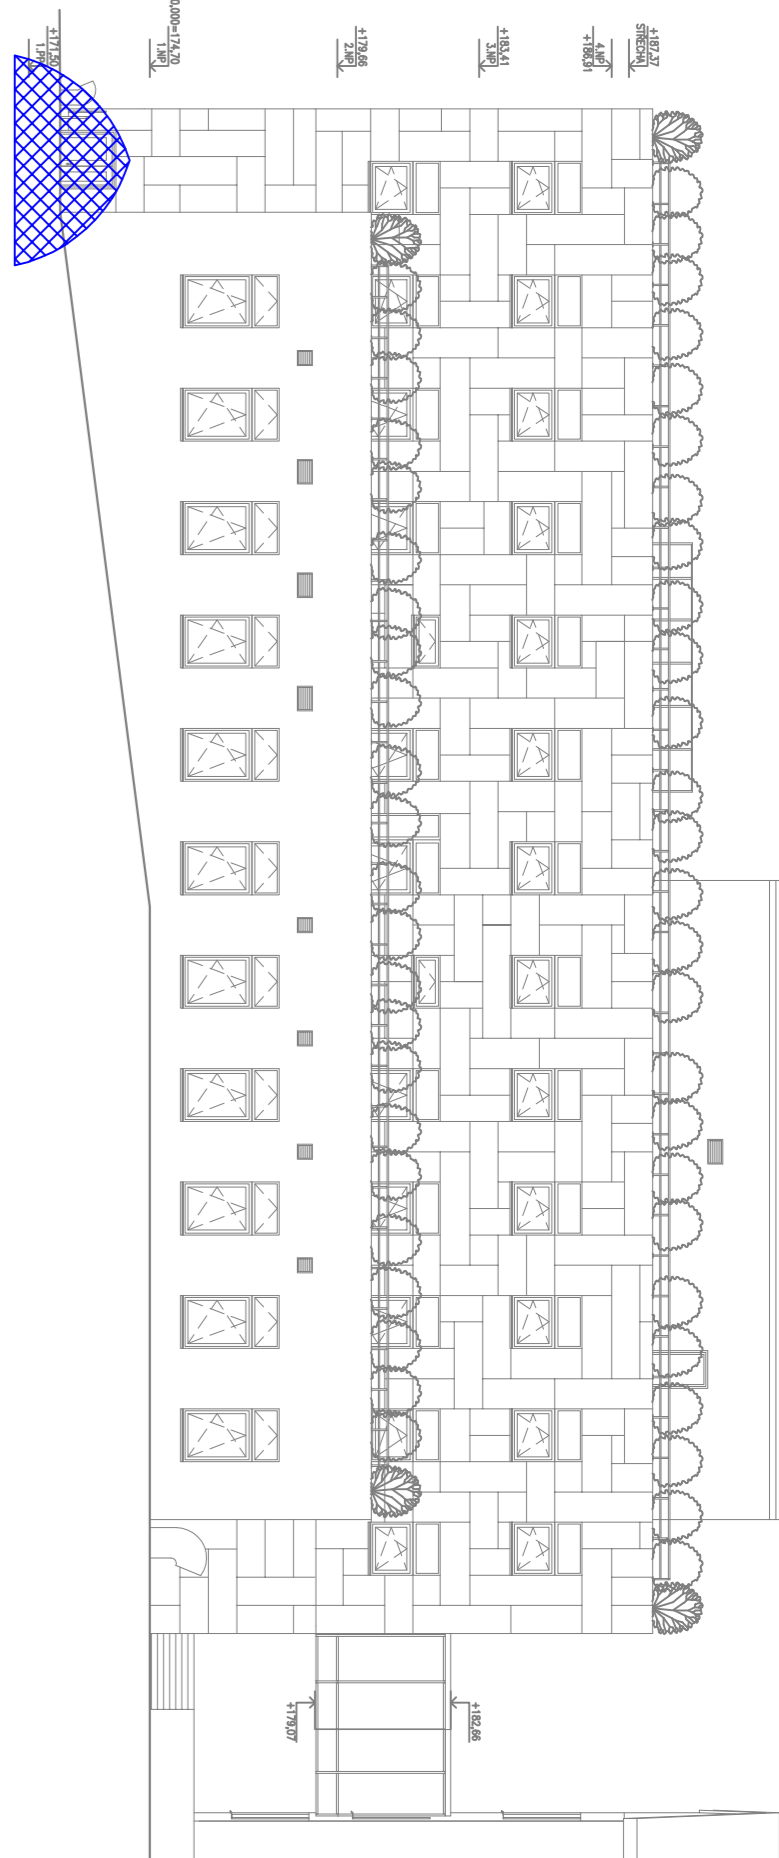 +171,50
1.PP
0,000=174,70
1.NP
+179,66
2.NP
+183,41
3.NP
4.NP
+186,91
+187,37
STRECHA
+182,66
+179,07